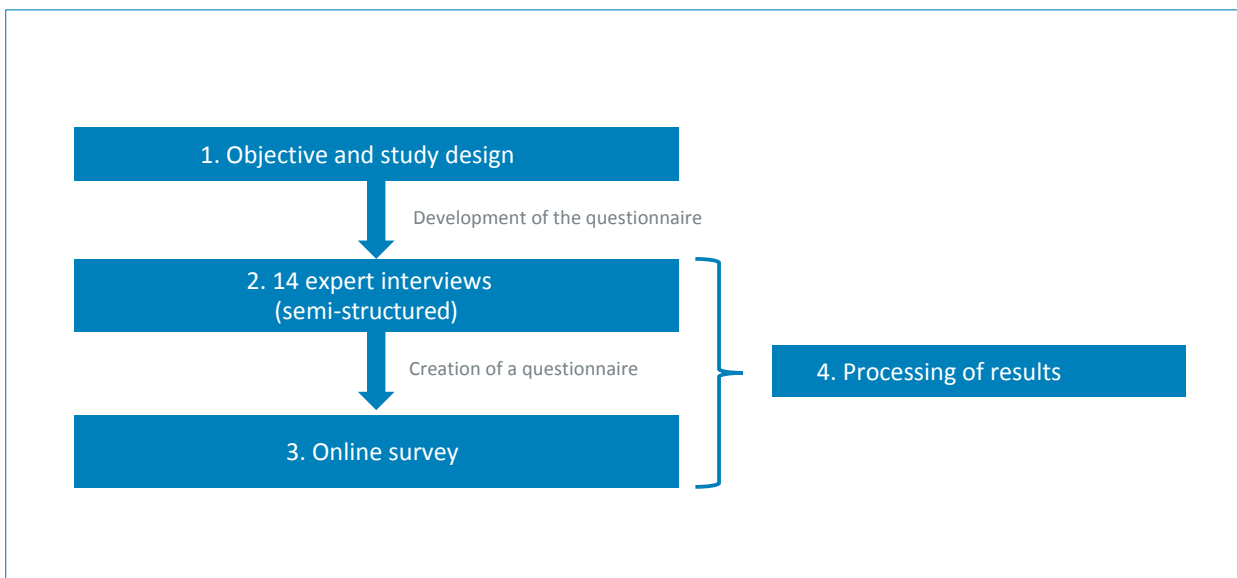 1. Objective and study design
Development of the questionnaire
2. 14 expert interviews
(semi-structured)
Creation of a questionnaire
4. Processing of results
3. Online survey